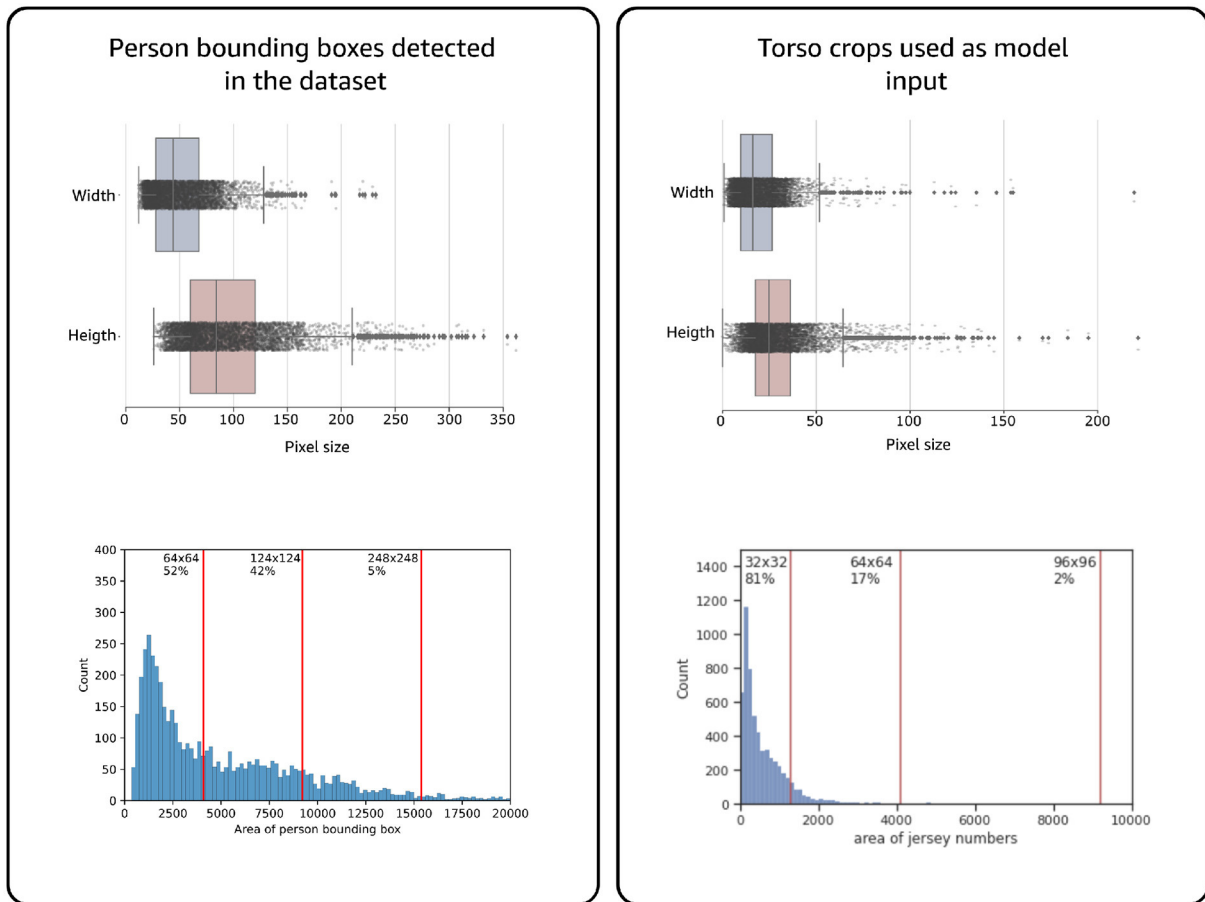 Person bounding boxes detected
in the dataset
Width
Heigth
0 50 100 150 200 250 300 350
Pixel size
400
350
300
250
200
150
100
50
0
Count
64x64
52%
124x124
42%
248x248
5%
2500 5000 7500 10000 12500 15000 17500 20000
Area of person bounding box
Torso crops used as model
input
Width
Heigth
0 50 100 150 200
Pixel size
1400
1200
1000
800
600
400
200
0
Count
32x32
81%
64x64
17%
96x96
2%
0 2000 4000 6000 8000 10000
area of jersey numbers